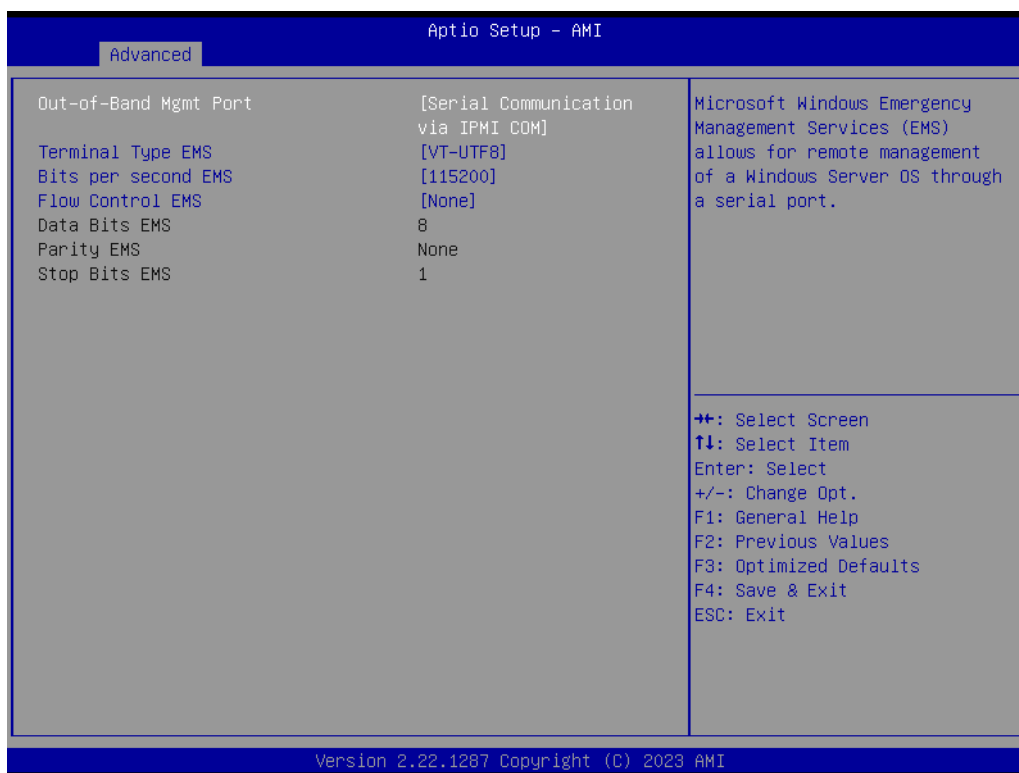 Aptio Setup – AMI
Advanced
Out-of-Band Mgmt Port [Serial Communication
via IPMI COM]
Terminal Type EMS [VT-UTF8]
Bits per second EMS [115200]
Flow Control EMS [None]
Data Bits EMS 8
Parity EMS None
Stop Bits EMS 1
Microsoft Windows Emergency
Management Services (EMS)
allows for remote management
of a Windows Server OS through
a serial port.
→←: Select Screen
↑↓: Select Item
Enter: Select
+/-: Change Opt.
F1: General Help
F2: Previous Values
F3: Optimized Defaults
F4: Save & Exit
ESC: Exit
Version 2.22.1287 Copyright (C) 2023 AMI